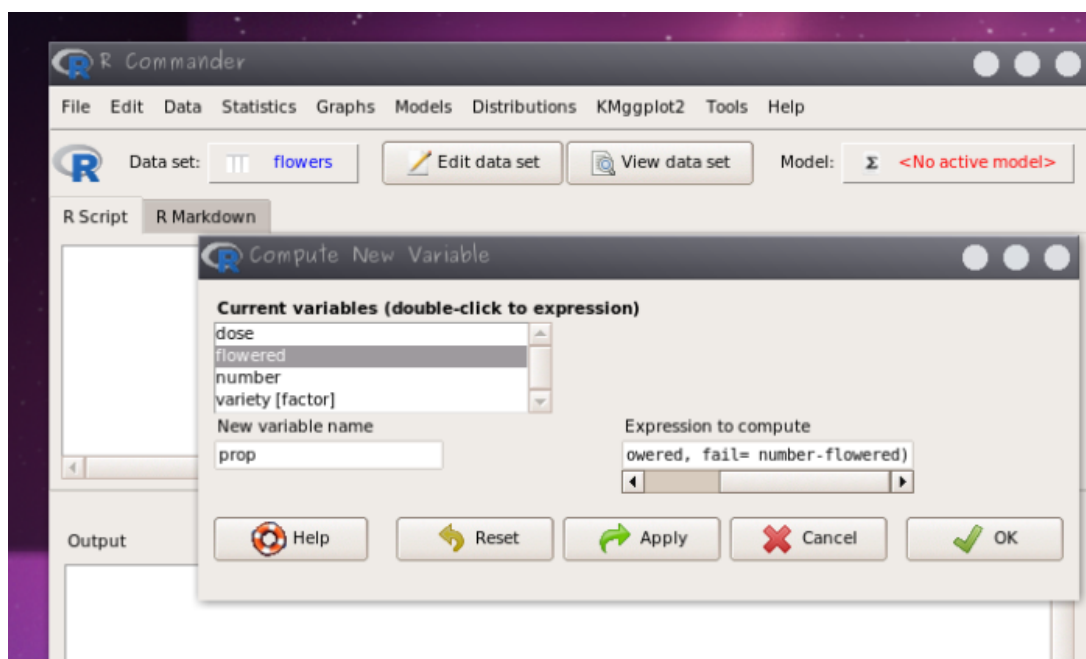 R Commander
File Edit Data Statistics Graphs Models Distributions KMggplot2 Tools Help
R Data set: flowers Edit data set View data set Model: Σ <No active model>
R Script R Markdown
Compute New Variable
Current variables (double-click to expression)
dose
flowered
number
variety [factor]
New variable name Expression to compute
prop owered, fail= number-flowered)
Help Reset Apply Cancel OK
Output